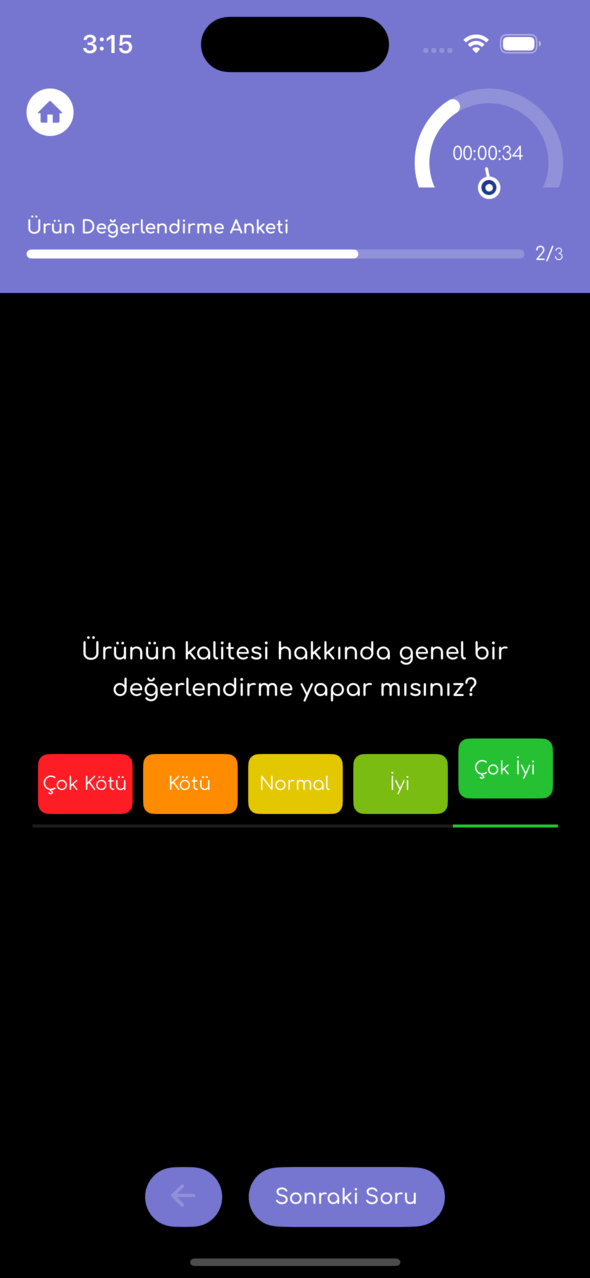 3:15
00:00:34
Ürün Değerlendirme Anketi
2/3
Ürünün kalitesi hakkında genel bir
değerlendirme yapar mısınız?
Çok Kötü
Kötü
Normal
İyi
Çok İyi
Sonraki Soru